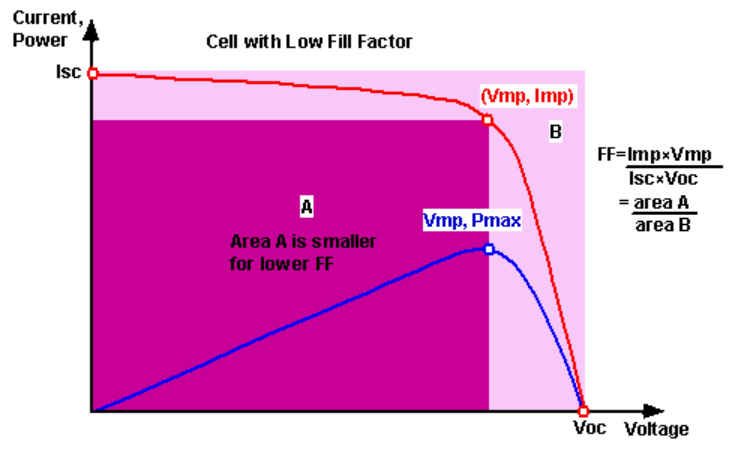 Current,
Power
Cell with Low Fill Factor
Isc
(Vmp, Imp)
B
FF=Imp×Vmp
Isc×Voc
= area A
area B
A
Vmp, Pmax
Area A is smaller
for lower FF
Voc
Voltage